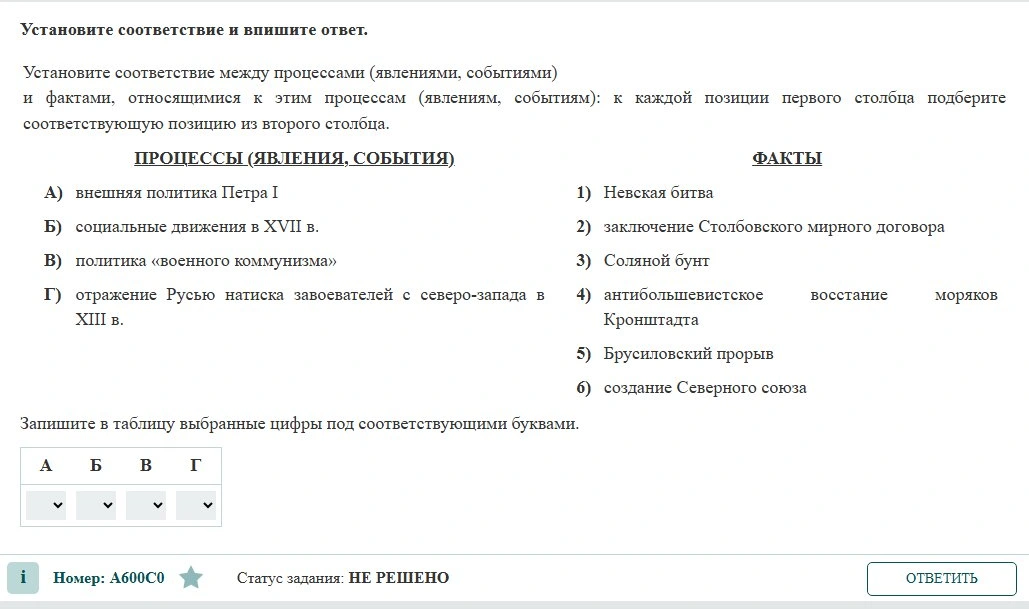 Установите соответствие и впишите ответ.
Установите соответствие между процессами (явлениями, событиями)
и фактами, относящимися к этим процессам (явлениям, событиям): к каждой позиции первого столбца подберите
соответствующую позицию из второго столбца.
ПРОЦЕССЫ (ЯВЛЕНИЯ, СОБЫТИЯ)
А) внешняя политика Петра I
Б) социальные движения в XVII в.
В) политика «военного коммунизма»
Г) отражение Русью натиска завоевателей с северо-запада в
XIII в.
ФАКТЫ
1) Невская битва
2) заключение Столбовского мирного договора
3) Соляной бунт
4) антибольшевистское восстание моряков
Кронштадта
5) Брусиловский прорыв
6) создание Северного союза
Запишите в таблицу выбранные цифры под соответствующими буквами.
А Б В Г
i Номер: A600C0 Статус задания: НЕ РЕШЕНО ОТВЕТИТЬ